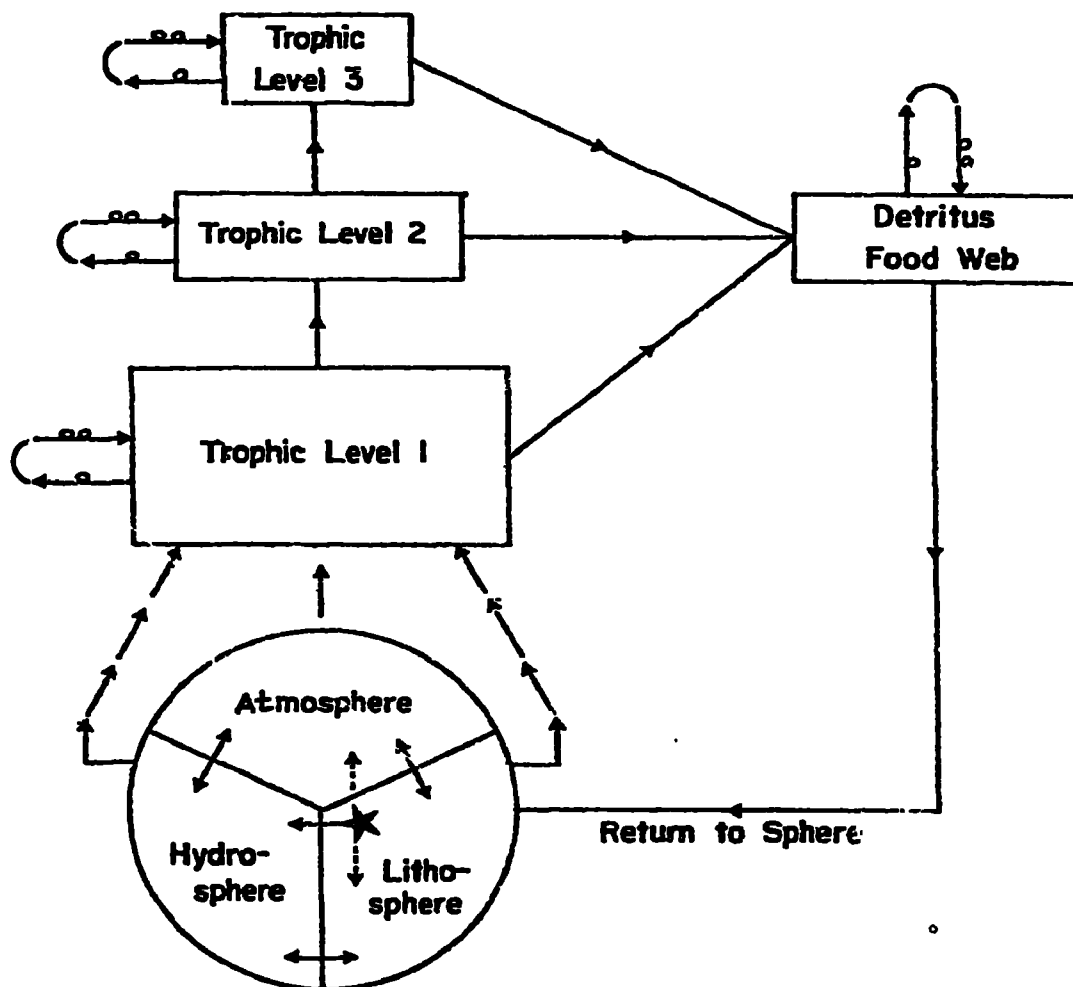 Trophic
Level 3
Trophic Level 2
Detritus
Food Web
Trophic Level 1
Atmosphere
Hydro-
sphere
Litho-
sphere
Return to Sphere